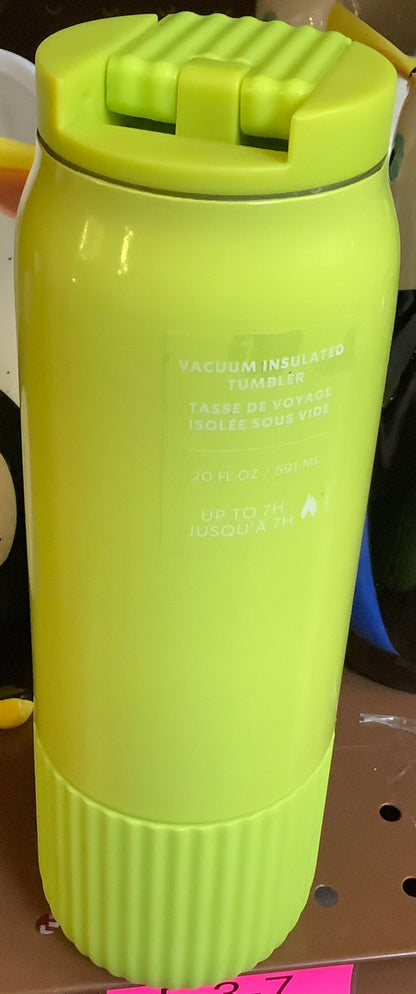 VACUUM INSULATED
TUMBLER
TASSE DE VOYAGE
ISOLÉE SOUS VIDE
20 FL OZ / 591 ML
UP TO 7H
JUSQU'À 7H